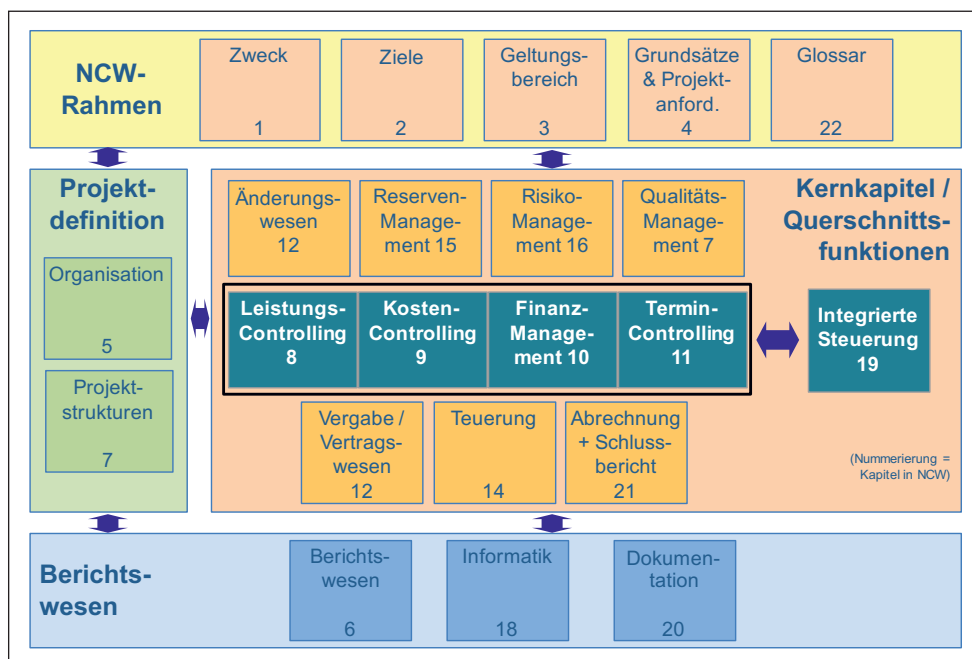 NCW-
Rahmen
Zweck
1
Ziele
2
Geltungs-
bereich
3
Grundsätze
& Projekt-
anford.
4
Glossar
22
Projekt-
definition
Organisation
5
Projekt-
strukturen
7
Änderungs-
wesen
12
Reserven-
Manage-
ment 15
Risiko-
Manage-
ment 16
Qualitäts-
Manage-
ment 7
Kernkapitel /
Querschnitts-
funktionen
Leistungs-
Controlling
8
Kosten-
Controlling
9
Finanz-
Manage-
ment 10
Termin-
Controlling
11
Integrierte
Steuerung
19
Vergabe /
Vertrags-
wesen
12
Teuerung
14
Abrechnung
+ Schluss-
bericht
21
(Nummerierung =
Kapitel in NCW)
Berichts-
wesen
Berichts-
wesen
6
Informatik
18
Dokumen-
tation
20